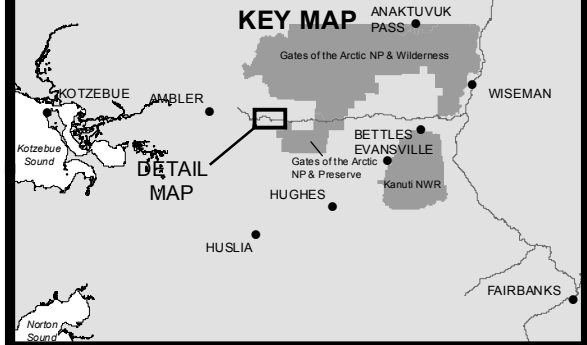 KEY MAP
ANAKTUVUK
PASS
Gates of the Arctic NP & Wilderness
KOTZEBUE
AMBLER
WISEMAN
Kotzebue
Sound
DETAIL
MAP
BETTLES
EVANSVILLE
Gates of the Arctic
NP & Preserve
Kanuti NWR
HUGHES
HUSLIA
FAIRBANKS
Norton
Sound